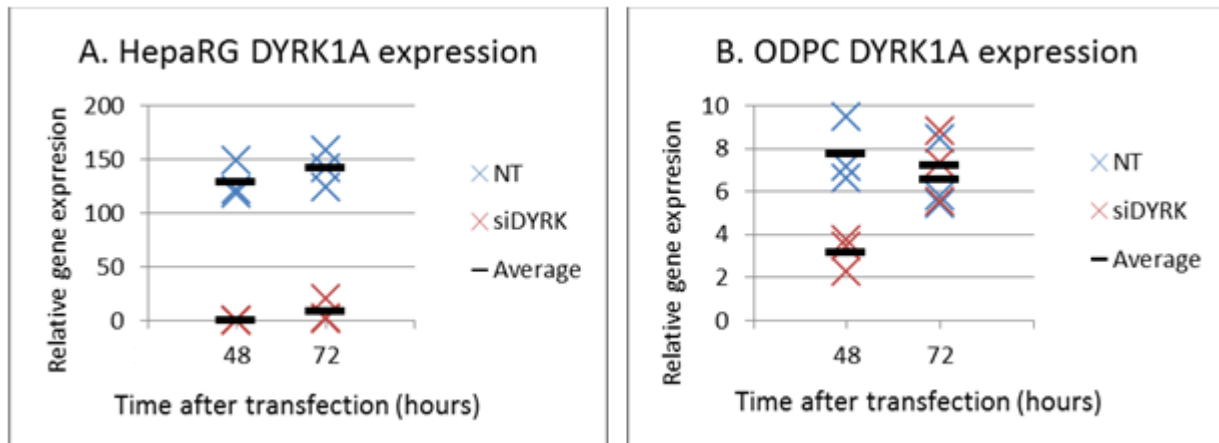 A. HepaRG DYRK1A expression
Relative gene exprresion
200
150
100
50
0
48 72
Time after transfection (hours)
NT
siDYRK
Average
B. ODPC DYRK1A expression
Relative gene exprresion
10
8
6
4
2
0
48 72
Time after transfection (hours)
NT
siDYRK
Average